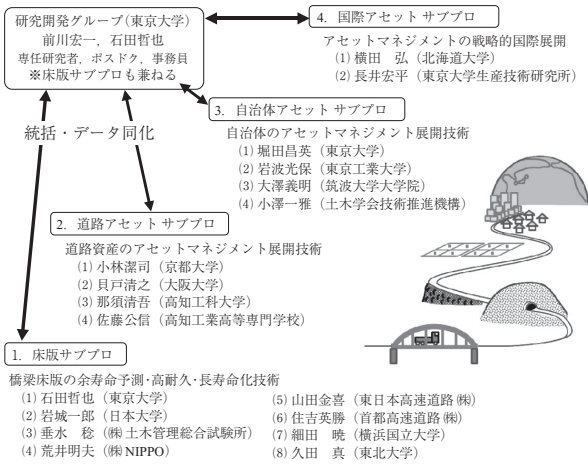 研究開発グループ（東京大学）
前川宏一，石田哲也
専任研究者，ポスドク，事務員
※床版サブプロも兼ねる
4．国際アセット サブプロ
アセットマネジメントの戦略的国際展開
(1) 横田　弘（北海道大学）
(2) 長井宏平（東京大学生産技術研究所）
3．自治体アセット サブプロ
自治体のアセットマネジメント展開技術
(1) 堀田昌英（東京大学）
(2) 岩波光保（東京工業大学）
(3) 大澤義明（筑波大学大学院）
(4) 小澤一雅（土木学会技術推進機構）
統括・データ同化
2．道路アセット サブプロ
道路資産のアセットマネジメント展開技術
(1) 小林潔司（京都大学）
(2) 貝戸清之（大阪大学）
(3) 那須清吾（高知工科大学）
(4) 佐藤公信（高知工業高等専門学校）
1．床版サブプロ
橋梁床版の余寿命予測・高耐久・長寿命化技術
(1) 石田哲也（東京大学）
(2) 岩城一郎（日本大学）
(3) 垂水　稔（㈱土木管理総合試験所）
(4) 荒井明夫（㈱NIPPO）
(5) 山田金喜（東日本高速道路㈱）
(6) 住吉英勝（首都高速道路㈱）
(7) 細田　暁（横浜国立大学）
(8) 久田　真（東北大学）